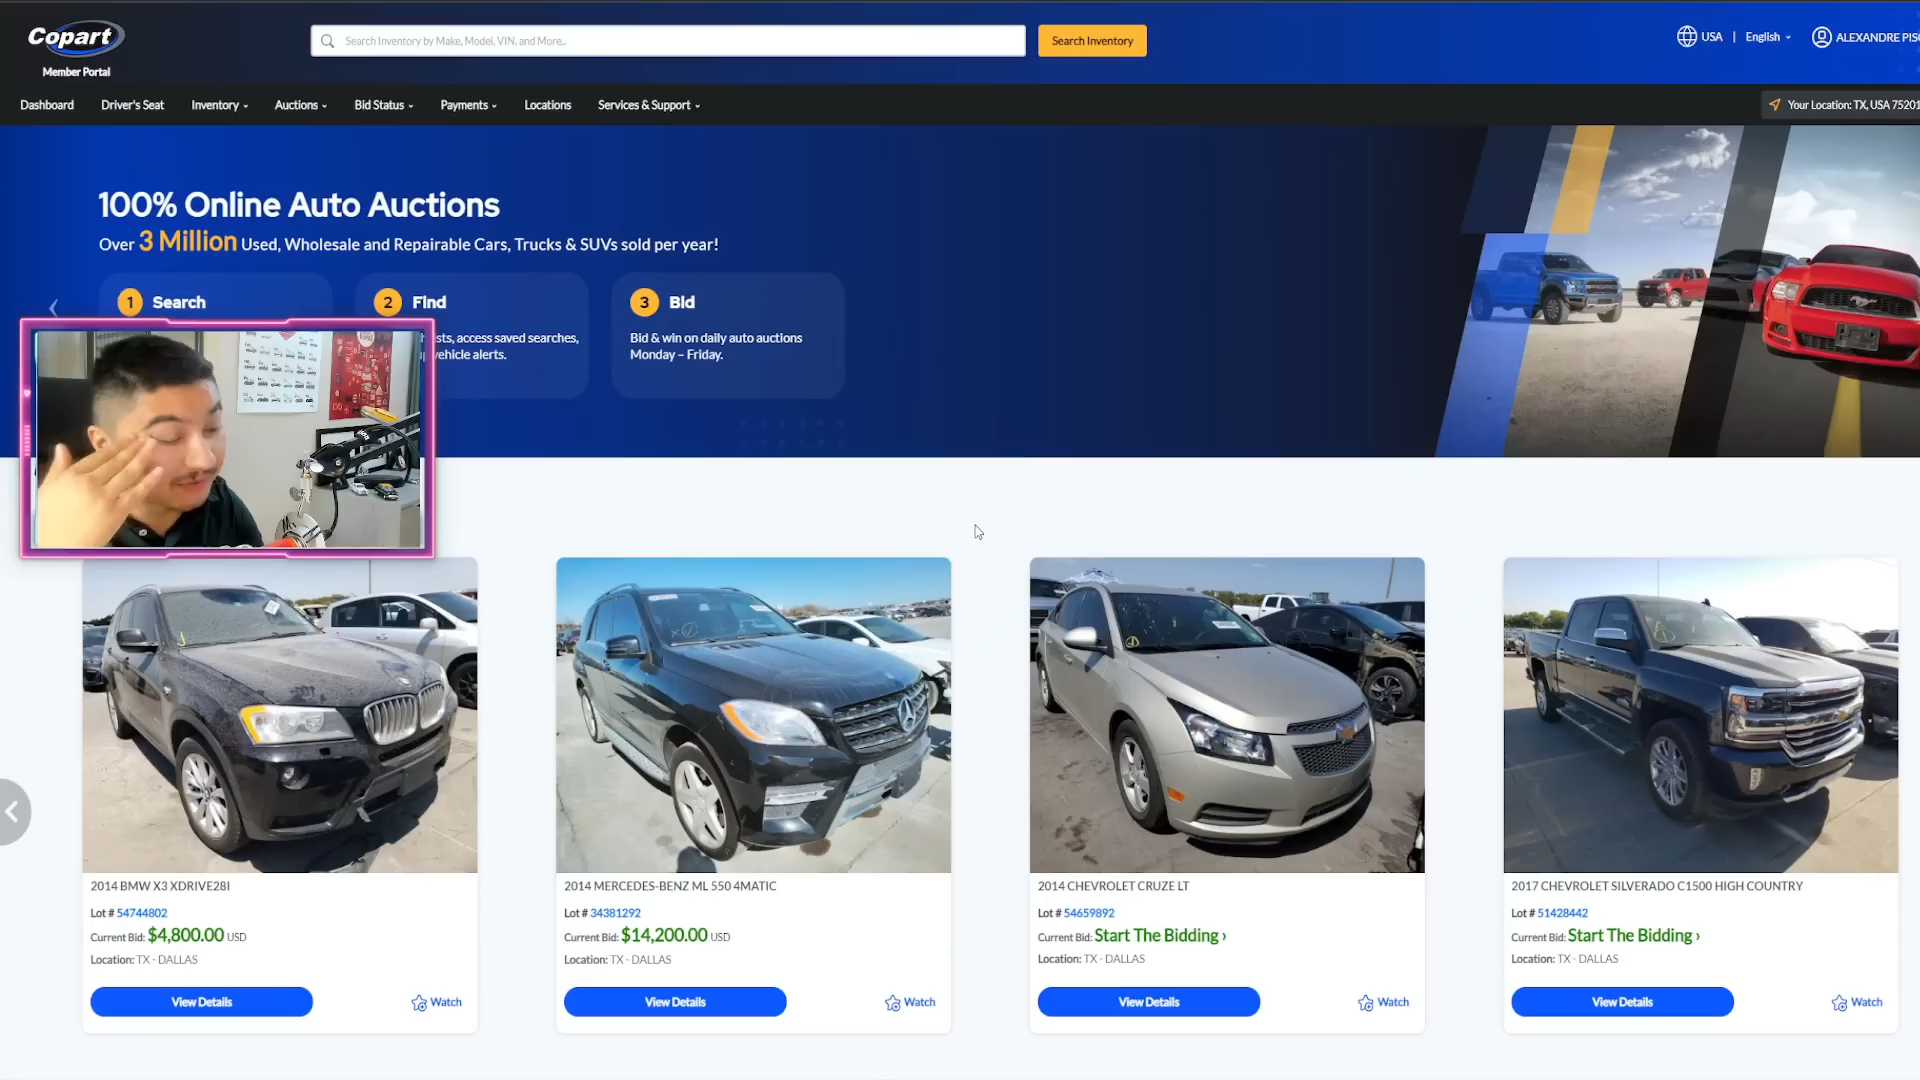 Copart
Member Portal
Search Inventory by Make, Model, VIN, and More..
Search Inventory
USA | English
ALEXANDRE PIS
Dashboard
Driver's Seat
Inventory
Auctions
Bid Status
Payments
Locations
Services & Support
Your Location: TX, USA 75201
100% Online Auto Auctions
Over 3 Million Used, Wholesale and Repairable Cars, Trucks & SUVs sold per year!
1 Search
2 Find
sts, access saved searches,
vehicle alerts.
3 Bid
Bid & win on daily auto auctions
Monday – Friday.
2014 BMW X3 XDRIVE28I
Lot # 54744802
Current Bid: $4,800.00 USD
Location: TX - DALLAS
View Details
Watch
2014 MERCEDES-BENZ ML 550 4MATIC
Lot # 34381292
Current Bid: $14,200.00 USD
Location: TX - DALLAS
View Details
Watch
2014 CHEVROLET CRUZE LT
Lot # 54659892
Current Bid: Start The Bidding ›
Location: TX - DALLAS
View Details
Watch
2017 CHEVROLET SILVERADO C1500 HIGH COUNTRY
Lot # 51428442
Current Bid: Start The Bidding ›
Location: TX - DALLAS
View Details
Watch